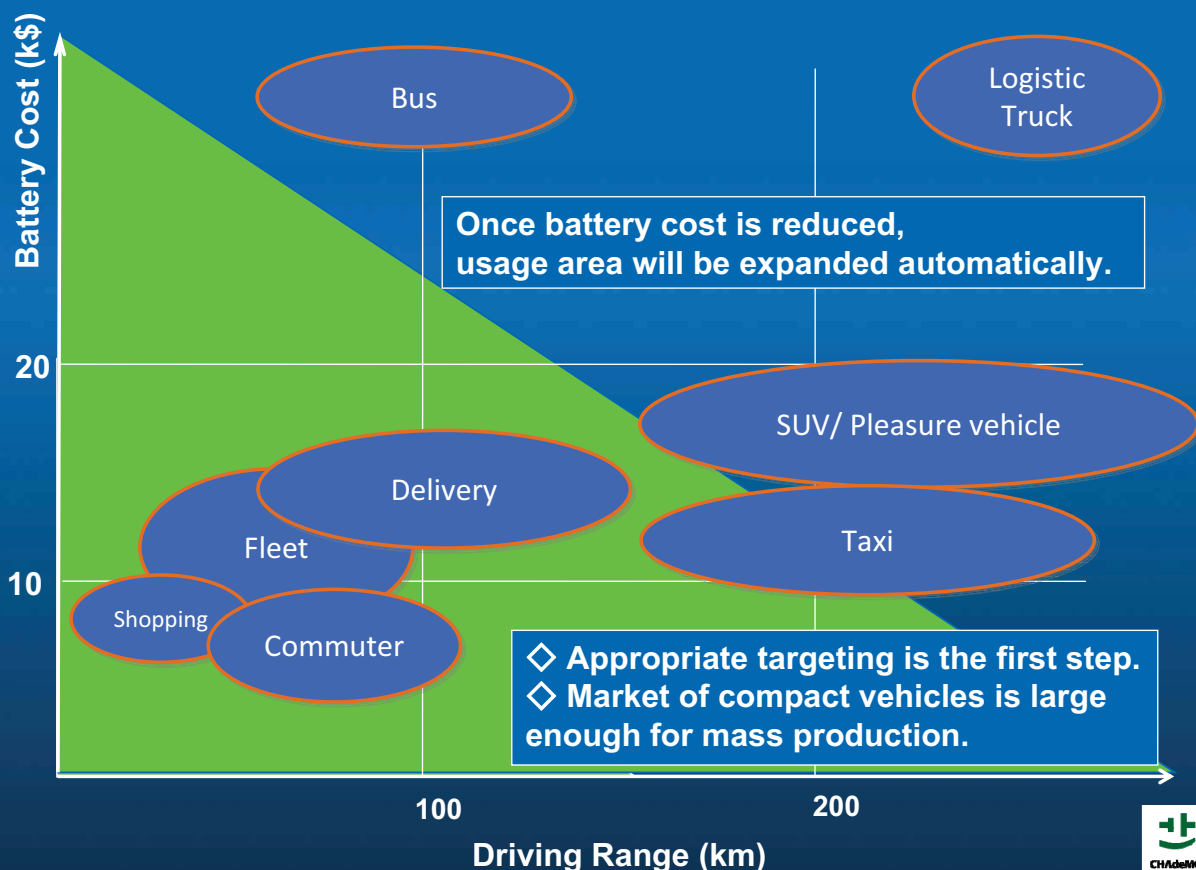 Battery Cost (k$)
Bus
Logistic
Truck
Once battery cost is reduced,
usage area will be expanded automatically.
20
SUV/ Pleasure vehicle
Delivery
Taxi
Fleet
10
Shopping
Commuter
◇ Appropriate targeting is the first step.
◇ Market of compact vehicles is large
enough for mass production.
100
200
Driving Range (km)